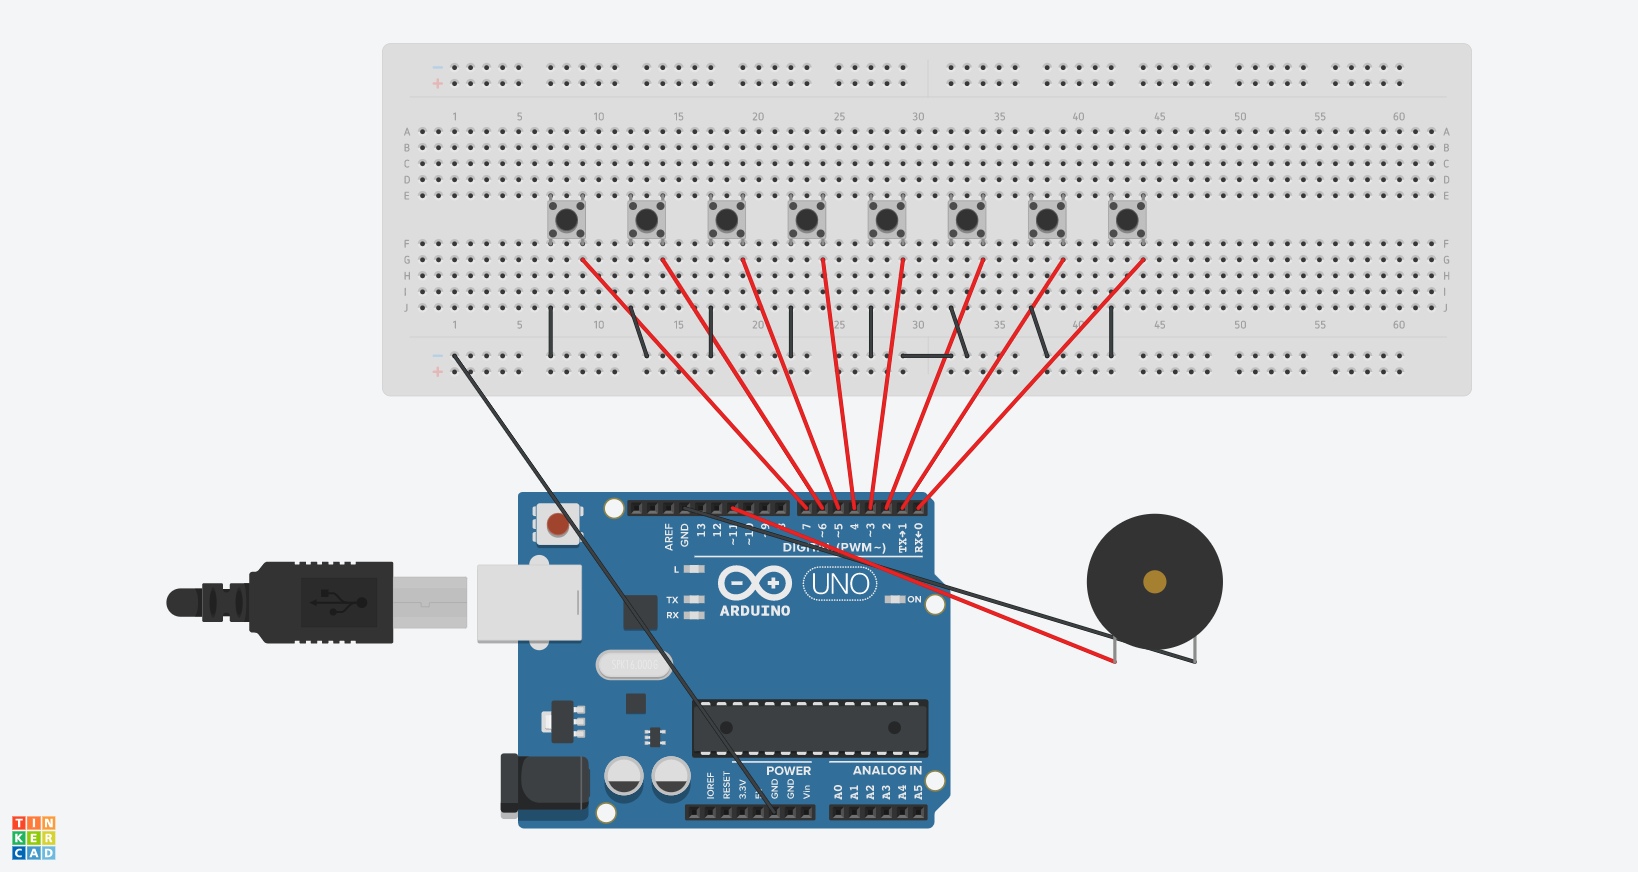 − 
+
1 5 10 15 20 25 30 35 40 45 50 55 60
A A
B B
C C
D D
E E
F F
G G
H H
I I
J J
1 5 10 15 20 25 30 35 40 45 50 55 60
−
+
AREF GND 13 12 ~11 ~10 ~9 8 7 ~6 ~5 4 ~3 2 TX→1 RX←0
DIGITAL (PWM~)
L
TX
RX
UNO
ON
ARDUINO
SPK16.000G
POWER ANALOG IN
IOREF RESET 3.3V GND GND Vin A0 A1 A2 A3 A4 A5
TIN
KER
CAD